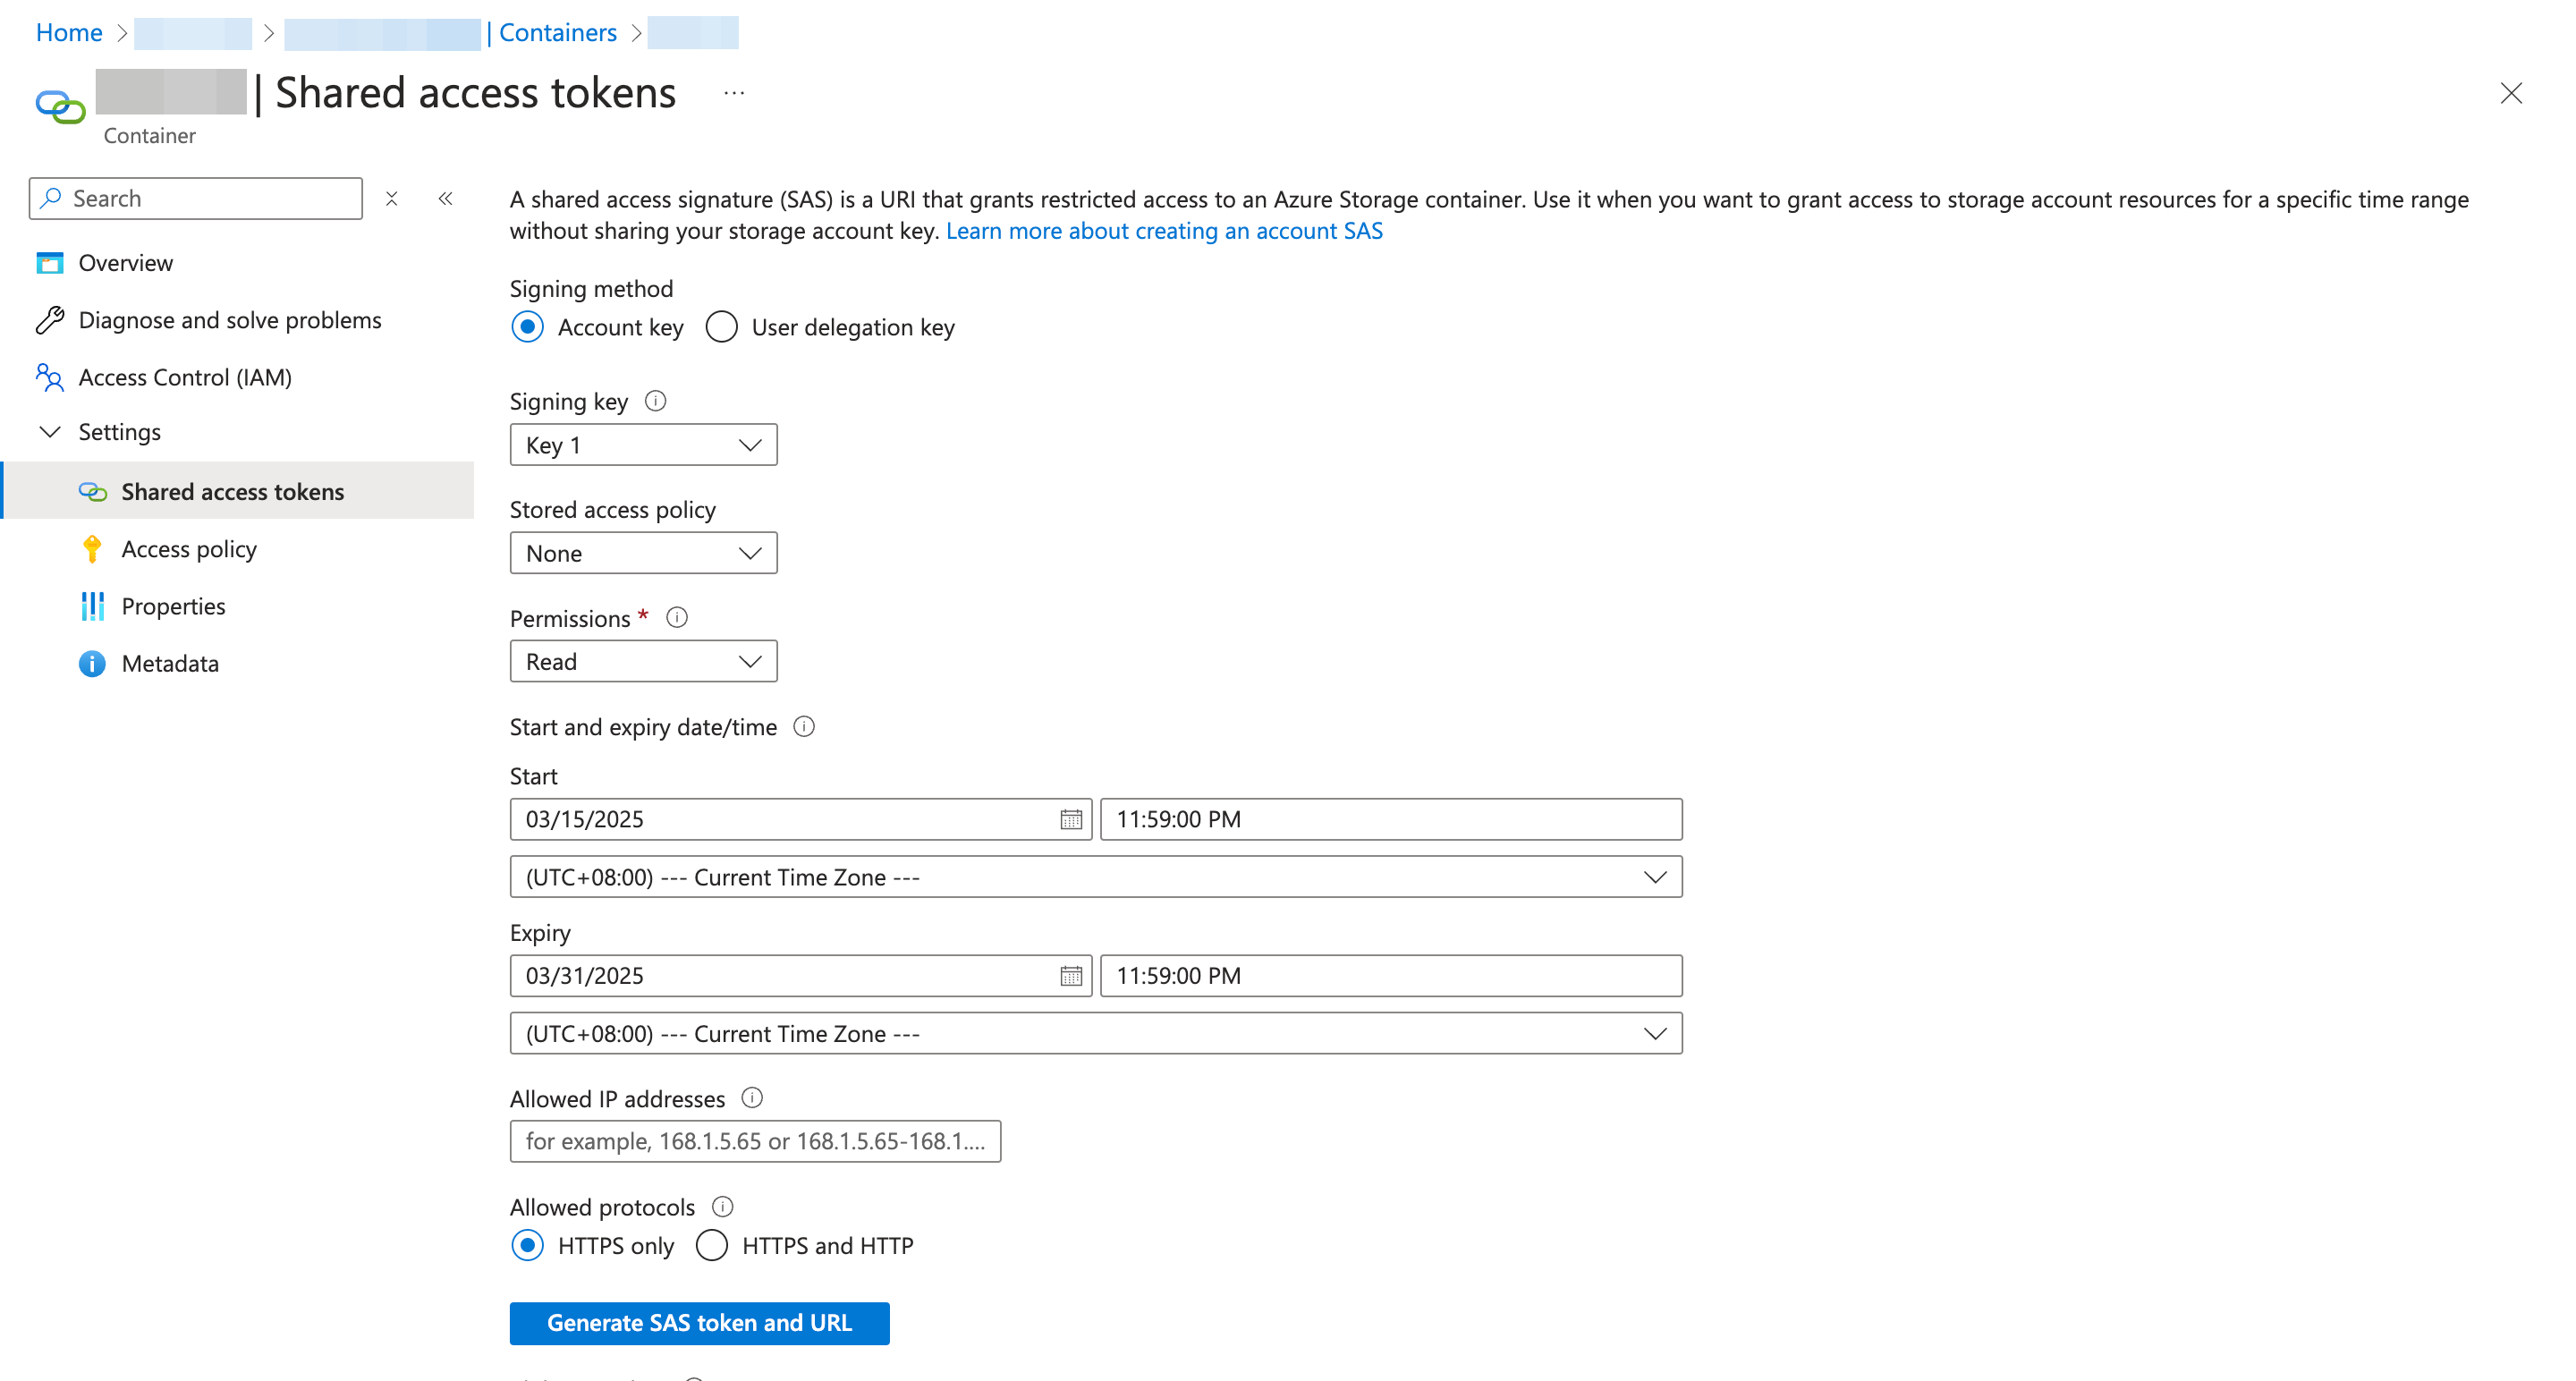 Home
| Containers
| Shared access tokens
...
Container
Search
A shared access signature (SAS) is a URI that grants restricted access to an Azure Storage container. Use it when you want to grant access to storage account resources for a specific time range
without sharing your storage account key. Learn more about creating an account SAS
Overview
Diagnose and solve problems
Access Control (IAM)
Settings
Shared access tokens
Access policy
Properties
Metadata
Signing method
Account key
User delegation key
Signing key
Key 1
Stored access policy
None
Permissions *
Read
Start and expiry date/time
Start
03/15/2025
11:59:00 PM
(UTC+08:00) --- Current Time Zone ---
Expiry
03/31/2025
11:59:00 PM
(UTC+08:00) --- Current Time Zone ---
Allowed IP addresses
for example, 168.1.5.65 or 168.1.5.65-168.1....
Allowed protocols
HTTPS only
HTTPS and HTTP
Generate SAS token and URL